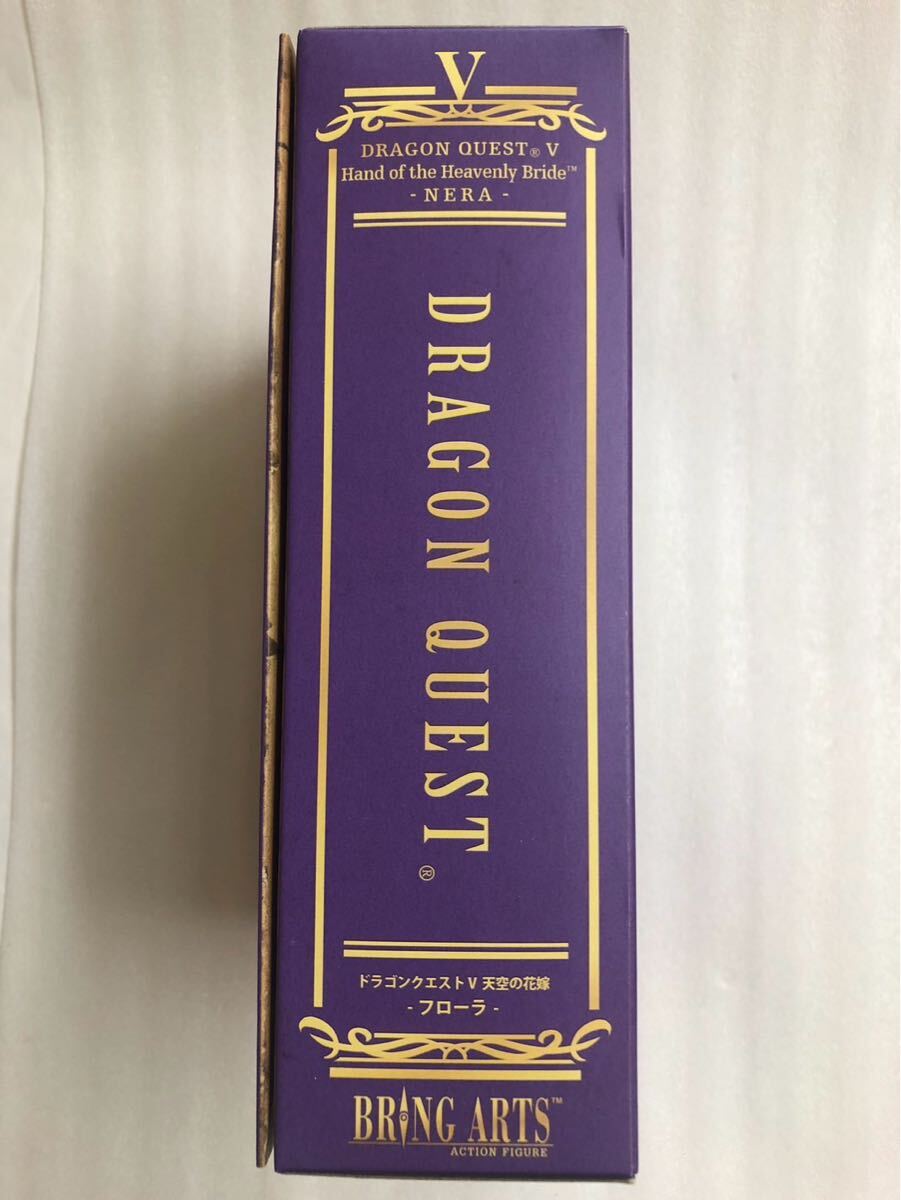 V
DRAGON QUEST® V
Hand of the Heavenly Bride™
- NERA -
DRAGON QUEST®
ドラゴンクエストV 天空の花嫁
- フローラ -
BRING ARTS™
ACTION FIGURE